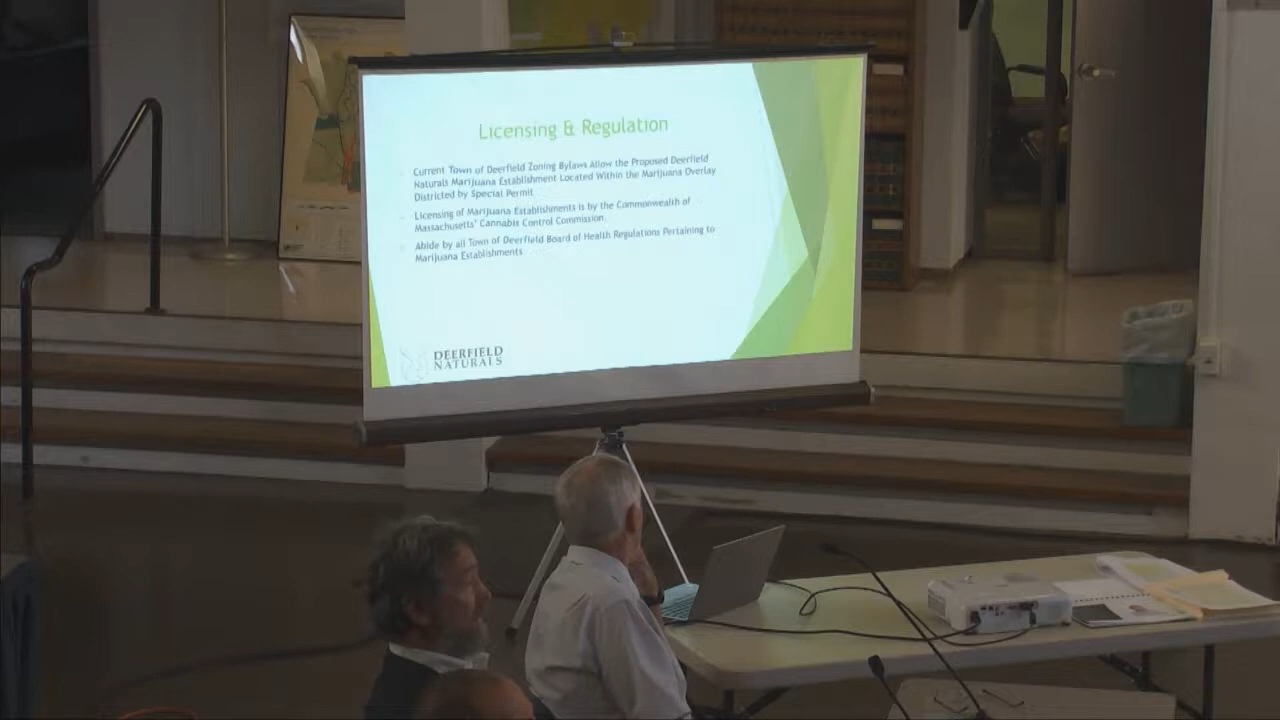 Licensing & Regulation
Current Town of Deerfield Zoning Bylaws Allow the Proposed Deerfield
Naturals Marijuana Establishment Located Within the Marijuana Overlay
Districted by Special Permit
Licensing of Marijuana Establishments is by the Commonwealth of
Massachusetts' Cannabis Control Commission
Abide by all Town of Deerfield Board of Health Regulations Pertaining to
Marijuana Establishments
DEERFIELD
NATURALS